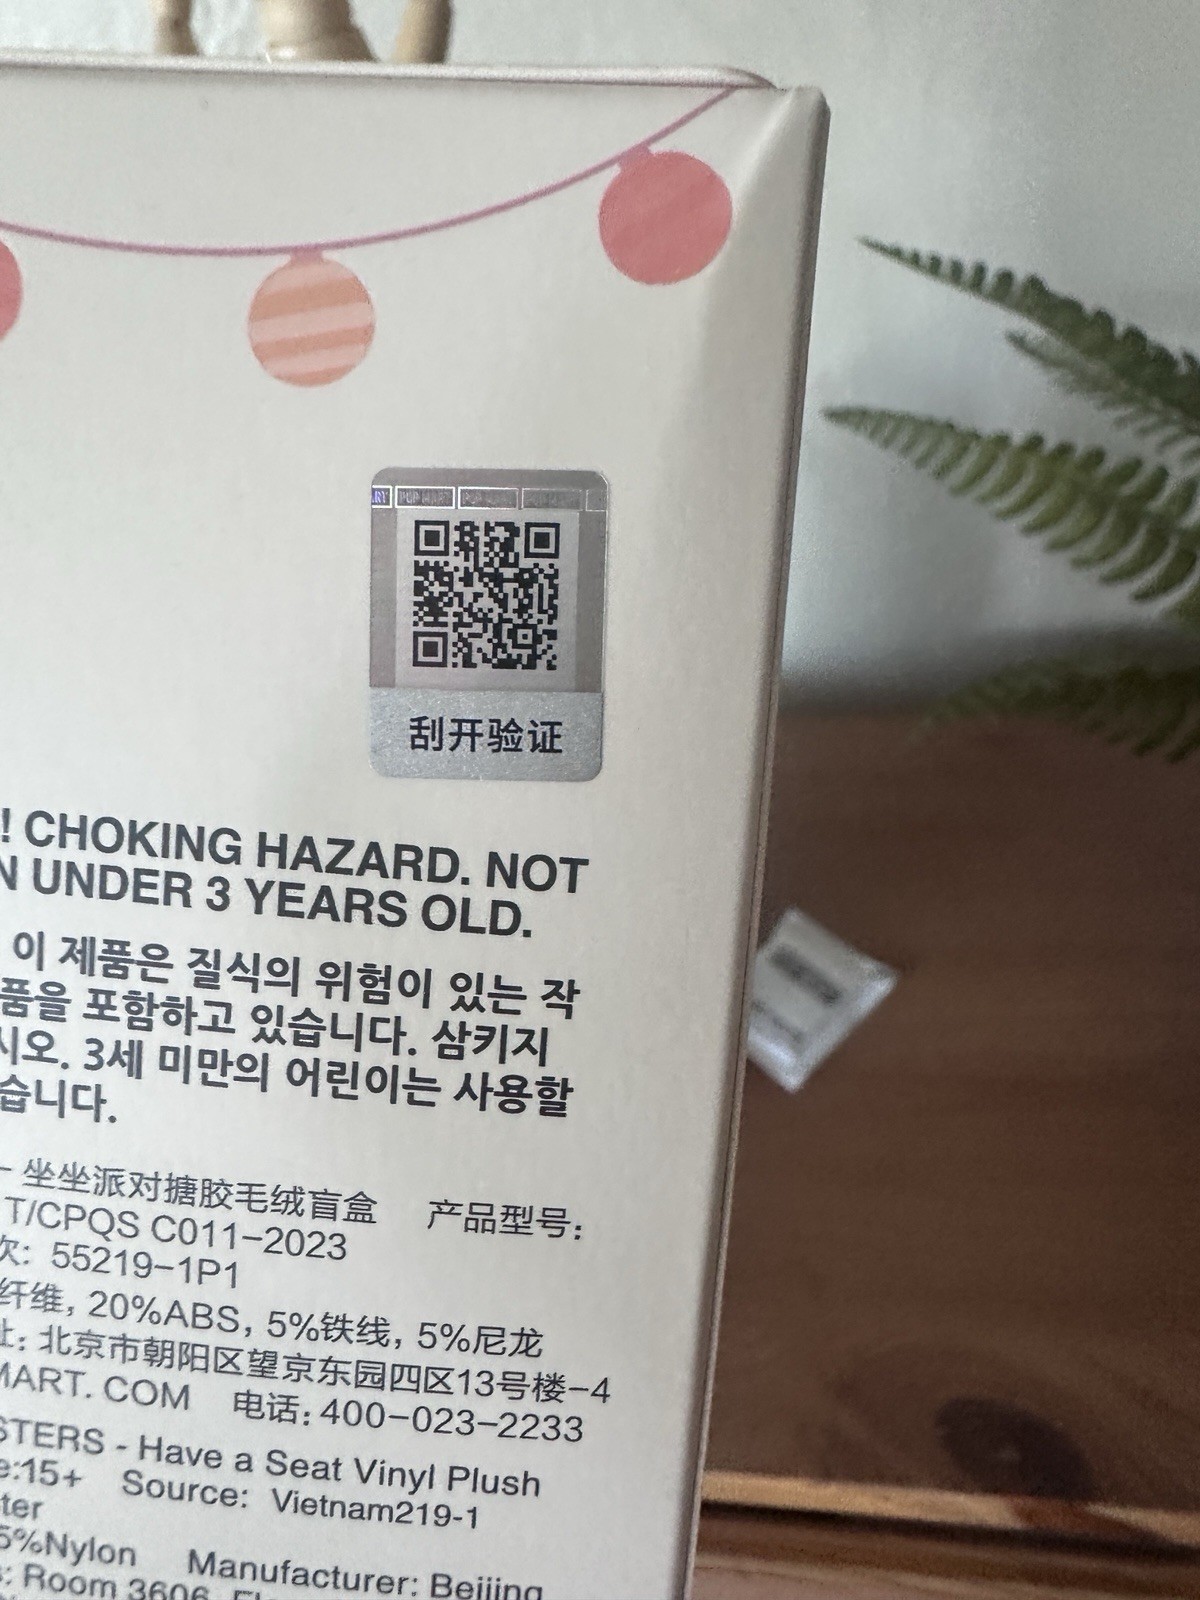 POP MART POP MART
刮开验证
! CHOKING HAZARD. NOT
N UNDER 3 YEARS OLD.
이 제품은 질식의 위험이 있는 작
품을 포함하고 있습니다. 삼키지
시오. 3세 미만의 어린이는 사용할
습니다.
- 坐坐派对搪胶毛绒盲盒 产品型号:
T/CPQS C011-2023
次: 55219-1P1
纤维, 20%ABS, 5%铁线, 5%尼龙
址: 北京市朝阳区望京东园四区13号楼-4
MART. COM 电话: 400-023-2233
STERS - Have a Seat Vinyl Plush
e:15+ Source: Vietnam219-1
ter
5%Nylon Manufacturer: Beijing
s: Room 3606